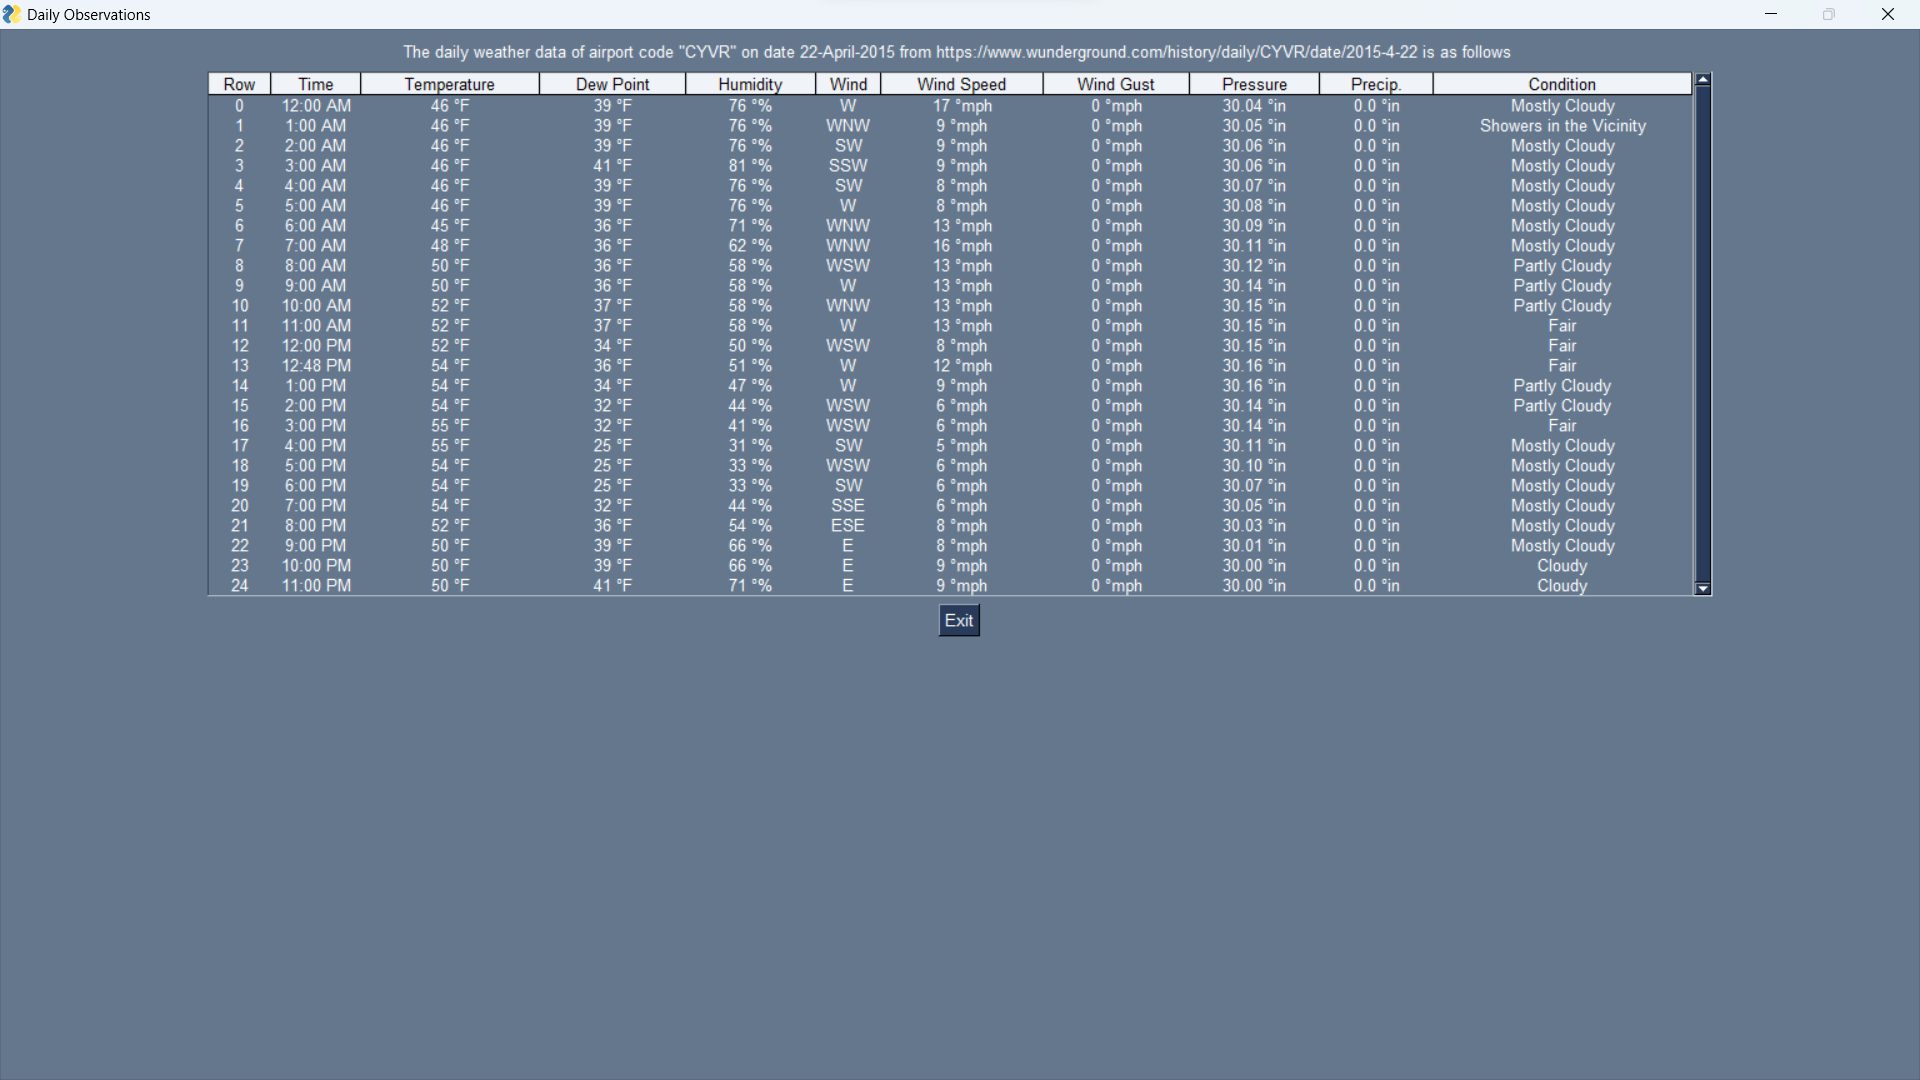 Daily Observations
The daily weather data of airport code "CYVR" on date 22-April-2015 from https://www.wunderground.com/history/daily/CYVR/date/2015-4-22 is as follows
Row Time Temperature Dew Point Humidity Wind Wind Speed Wind Gust Pressure Precip. Condition
0 12:00 AM 46 °F 39 °F 76 °% W 17 °mph 0 °mph 30.04 °in 0.0 °in Mostly Cloudy
1 1:00 AM 46 °F 39 °F 76 °% WNW 9 °mph 0 °mph 30.05 °in 0.0 °in Showers in the Vicinity
2 2:00 AM 46 °F 39 °F 76 °% SW 9 °mph 0 °mph 30.06 °in 0.0 °in Mostly Cloudy
3 3:00 AM 46 °F 41 °F 81 °% SSW 9 °mph 0 °mph 30.06 °in 0.0 °in Mostly Cloudy
4 4:00 AM 46 °F 39 °F 76 °% SW 8 °mph 0 °mph 30.07 °in 0.0 °in Mostly Cloudy
5 5:00 AM 46 °F 39 °F 76 °% W 8 °mph 0 °mph 30.08 °in 0.0 °in Mostly Cloudy
6 6:00 AM 45 °F 36 °F 71 °% WNW 13 °mph 0 °mph 30.09 °in 0.0 °in Mostly Cloudy
7 7:00 AM 48 °F 36 °F 62 °% WNW 16 °mph 0 °mph 30.11 °in 0.0 °in Mostly Cloudy
8 8:00 AM 50 °F 36 °F 58 °% WSW 13 °mph 0 °mph 30.12 °in 0.0 °in Partly Cloudy
9 9:00 AM 50 °F 36 °F 58 °% W 13 °mph 0 °mph 30.14 °in 0.0 °in Partly Cloudy
10 10:00 AM 52 °F 37 °F 58 °% WNW 13 °mph 0 °mph 30.15 °in 0.0 °in Partly Cloudy
11 11:00 AM 52 °F 37 °F 58 °% W 13 °mph 0 °mph 30.15 °in 0.0 °in Fair
12 12:00 PM 52 °F 34 °F 50 °% WSW 8 °mph 0 °mph 30.15 °in 0.0 °in Fair
13 12:48 PM 54 °F 36 °F 51 °% W 12 °mph 0 °mph 30.16 °in 0.0 °in Fair
14 1:00 PM 54 °F 34 °F 47 °% W 9 °mph 0 °mph 30.16 °in 0.0 °in Partly Cloudy
15 2:00 PM 54 °F 32 °F 44 °% WSW 6 °mph 0 °mph 30.14 °in 0.0 °in Partly Cloudy
16 3:00 PM 55 °F 32 °F 41 °% WSW 6 °mph 0 °mph 30.14 °in 0.0 °in Fair
17 4:00 PM 55 °F 25 °F 31 °% SW 5 °mph 0 °mph 30.11 °in 0.0 °in Mostly Cloudy
18 5:00 PM 54 °F 25 °F 33 °% WSW 6 °mph 0 °mph 30.10 °in 0.0 °in Mostly Cloudy
19 6:00 PM 54 °F 25 °F 33 °% SW 6 °mph 0 °mph 30.07 °in 0.0 °in Mostly Cloudy
20 7:00 PM 54 °F 32 °F 44 °% SSE 6 °mph 0 °mph 30.05 °in 0.0 °in Mostly Cloudy
21 8:00 PM 52 °F 36 °F 54 °% ESE 8 °mph 0 °mph 30.03 °in 0.0 °in Mostly Cloudy
22 9:00 PM 50 °F 39 °F 66 °% E 8 °mph 0 °mph 30.01 °in 0.0 °in Mostly Cloudy
23 10:00 PM 50 °F 39 °F 66 °% E 9 °mph 0 °mph 30.00 °in 0.0 °in Cloudy
24 11:00 PM 50 °F 41 °F 71 °% E 9 °mph 0 °mph 30.00 °in 0.0 °in Cloudy
Exit